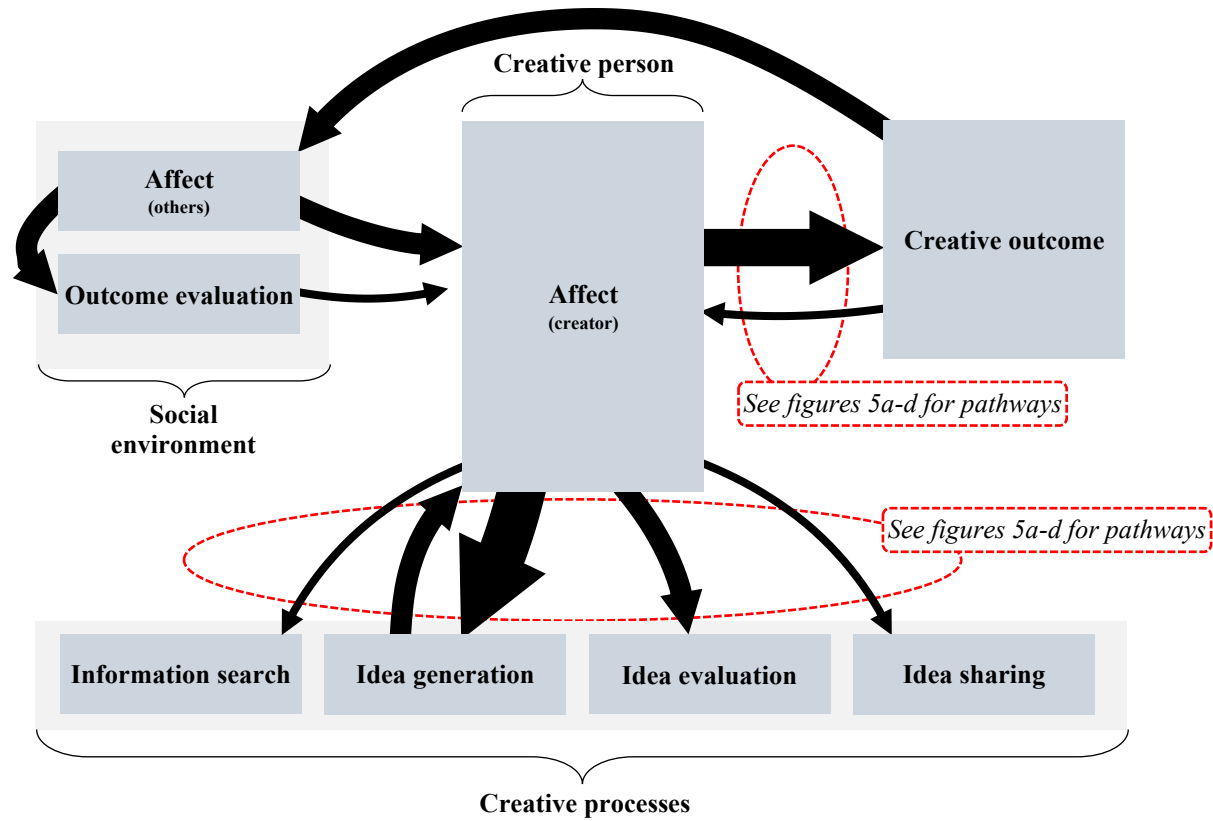 Creative person
Affect
(others)
Outcome evaluation
Social
environment
Affect
(creator)
Creative outcome
See figures 5a-d for pathways
See figures 5a-d for pathways
Information search
Idea generation
Idea evaluation
Idea sharing
Creative processes